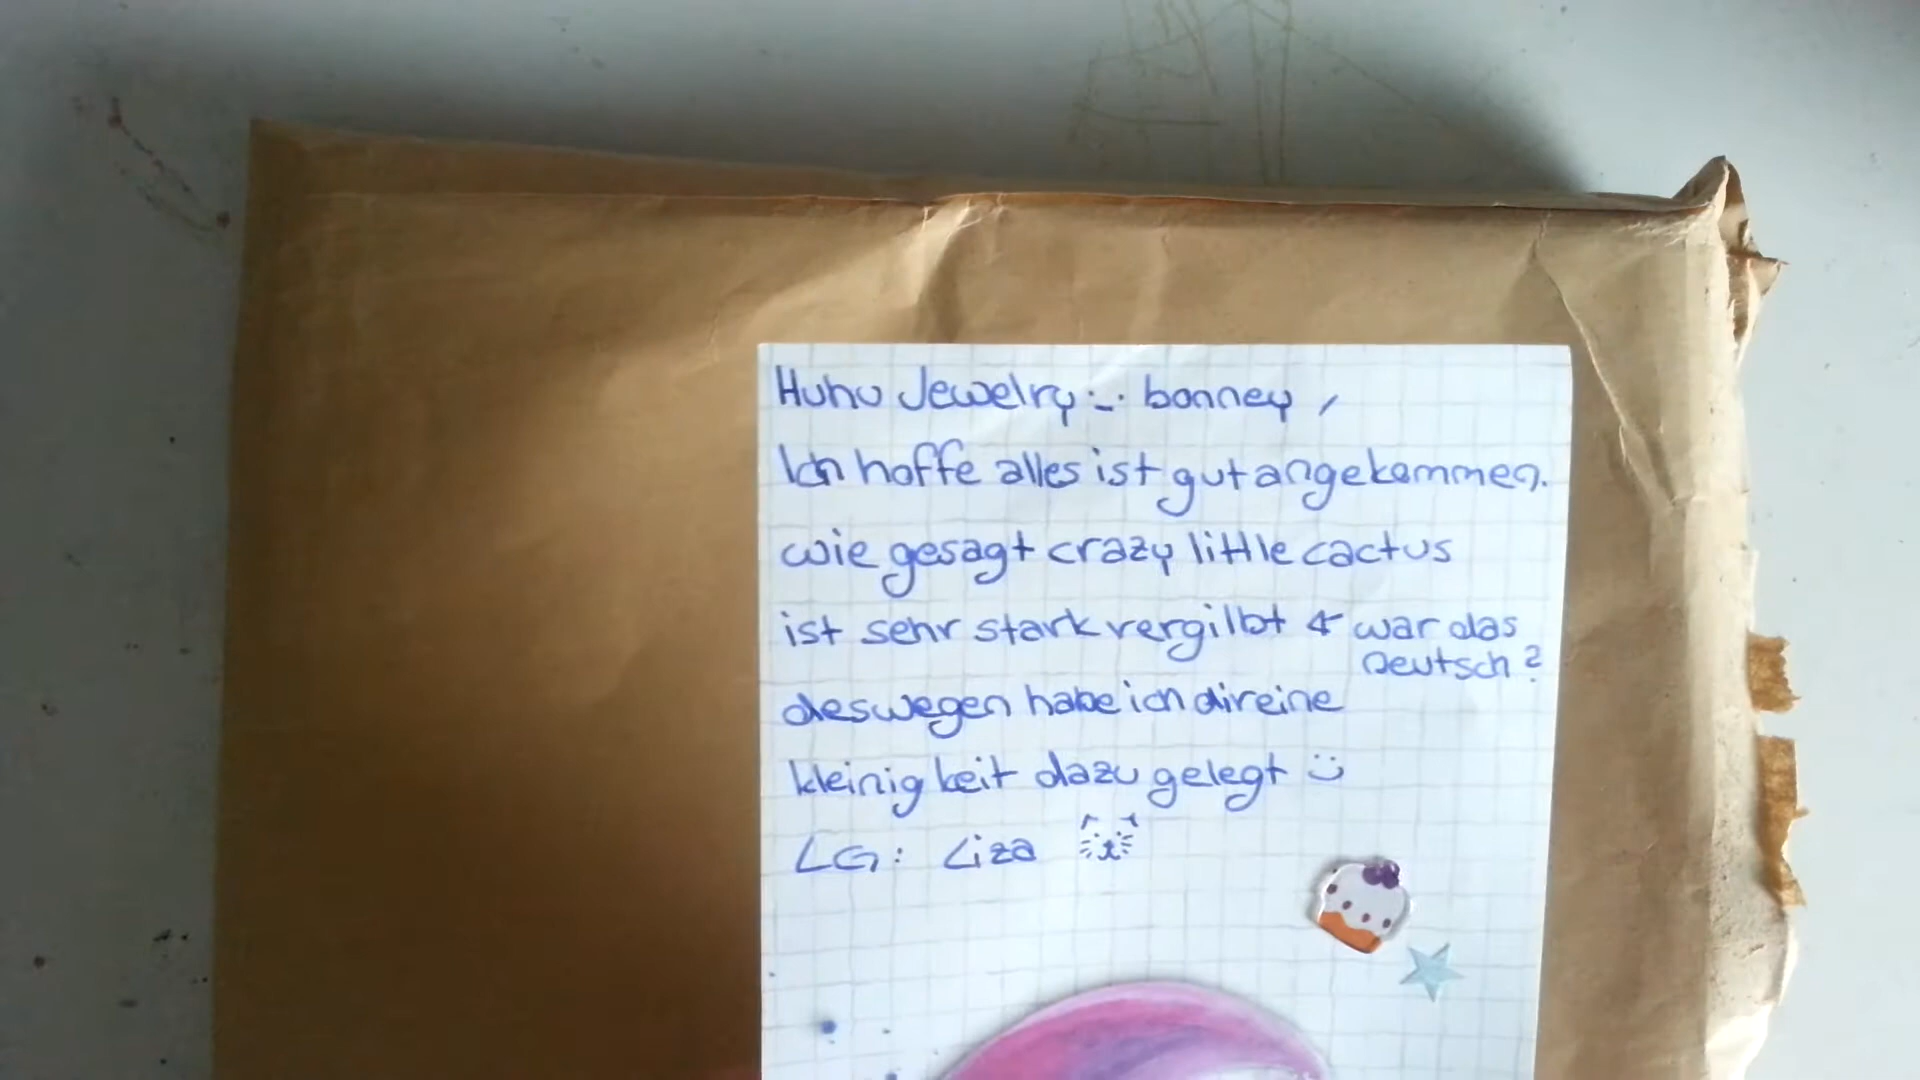 Huhu Jewelry ·_· bonney,
Ich hoffe alles ist gut angekommen.
wie gesagt crazy little cactus
ist sehr stark vergilbt ← war das
Deutsch?
deswegen habe ich dir eine
kleinigkeit dazu gelegt :)
LG: Liza